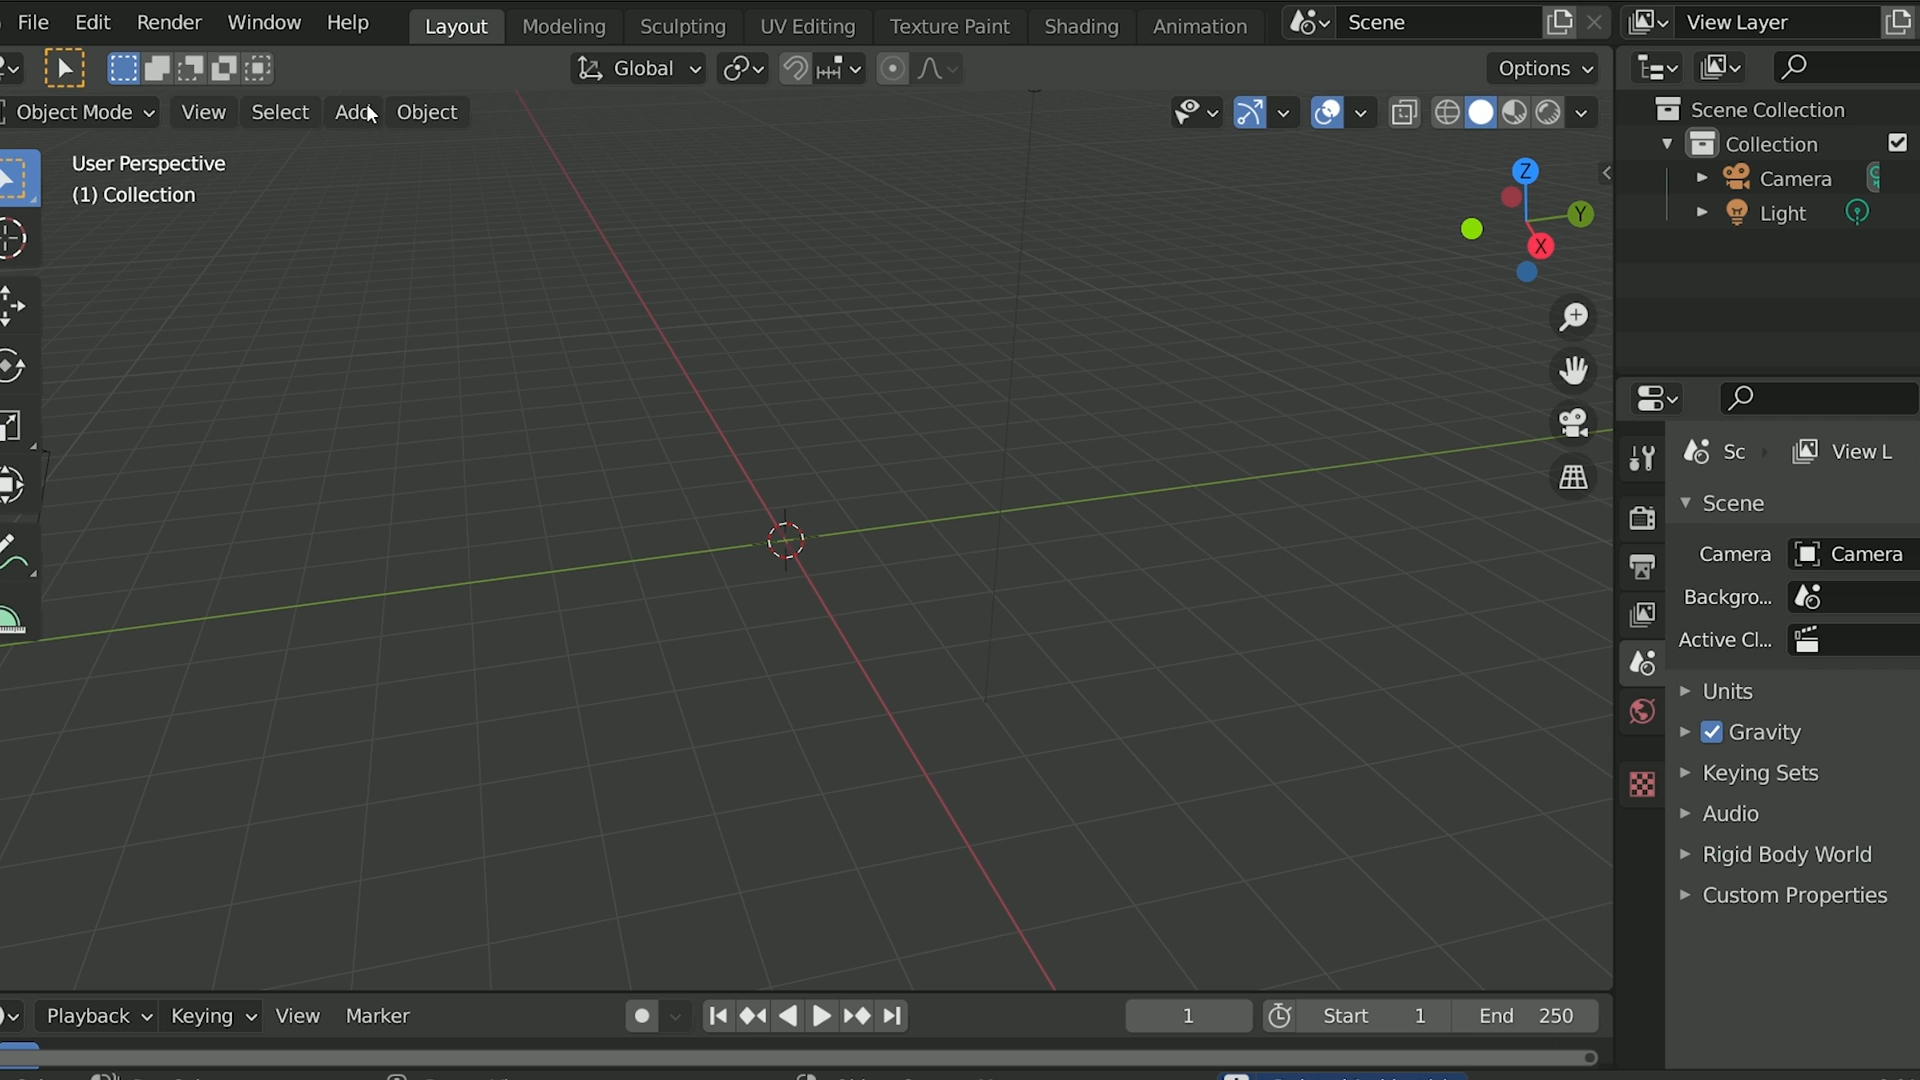 File Edit Render Window Help Layout Modeling Sculpting UV Editing Texture Paint Shading Animation Scene View Layer
Global Options
Object Mode View Select Add Object
User Perspective
(1) Collection
Z
Y
X
Scene Collection
Collection
Camera
Light
Sc View L
Scene
Camera Camera
Backgro...
Active Cl...
Units
Gravity
Keying Sets
Audio
Rigid Body World
Custom Properties
Playback Keying View Marker 1 Start 1 End 250